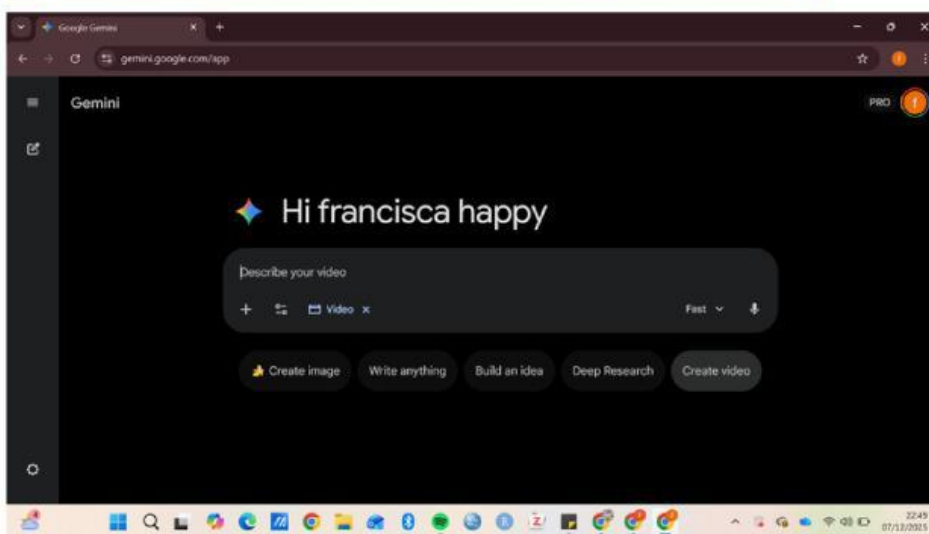 Google Gemini
gemini.google.com/app
Gemini
PRO
f
Hi francisca happy
Describe your video
Video
Fast
Create image
Write anything
Build an idea
Deep Research
Create video
22:49
07/12/2025